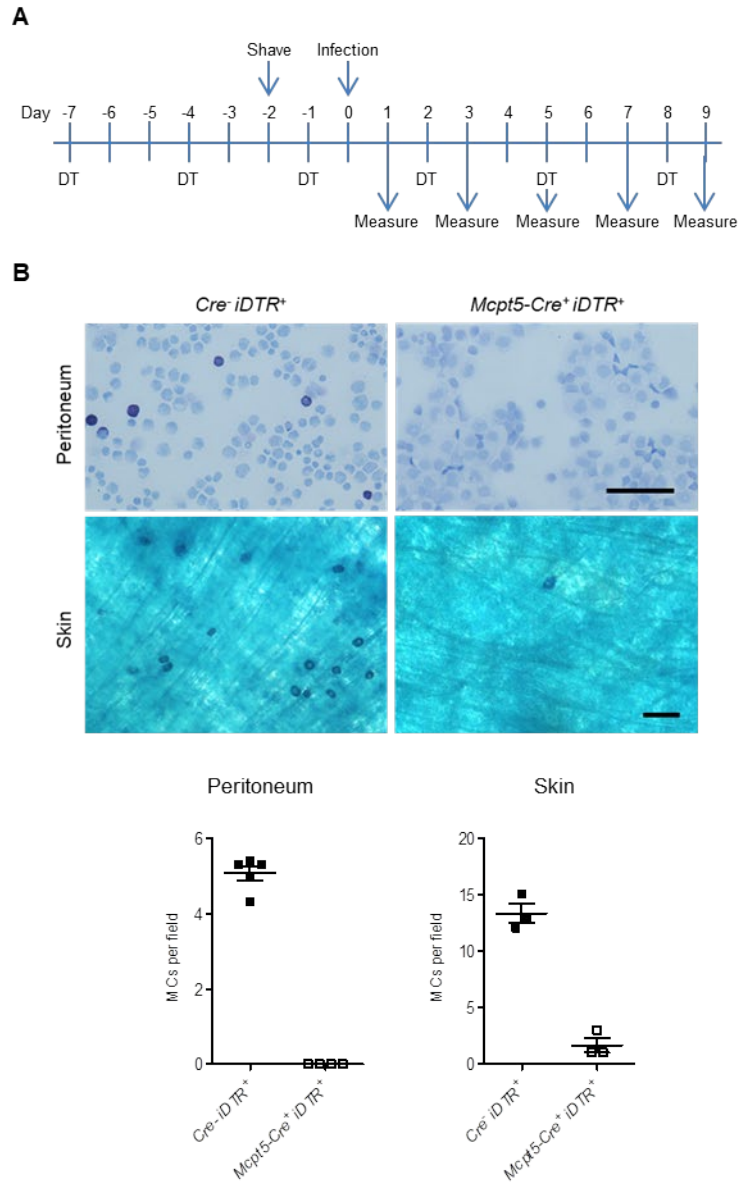 A
Shave Infection
Day -7 -6 -5 -4 -3 -2 -1 0 1 2 3 4 5 6 7 8 9
DT DT DT DT DT DT
Measure Measure Measure Measure Measure
B
Cre⁻ iDTR⁺ Mcpt5-Cre⁺ iDTR⁺
Peritoneum
Skin
Peritoneum Skin
MCs per field
6
4
2
0
Cre- iDTR⁺
Mcpt5-Cre⁺ iDTR⁺
MCs per field
20
15
10
5
0
Cre⁻ iDTR⁺
Mcpt5-Cre⁺ iDTR⁺